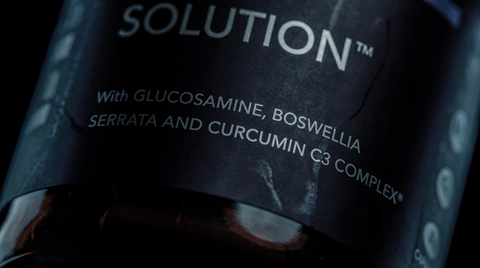 SOLUTION™
With GLUCOSAMINE, BOSWELLIA
SERRATA AND CURCUMIN C3 COMPLEX®